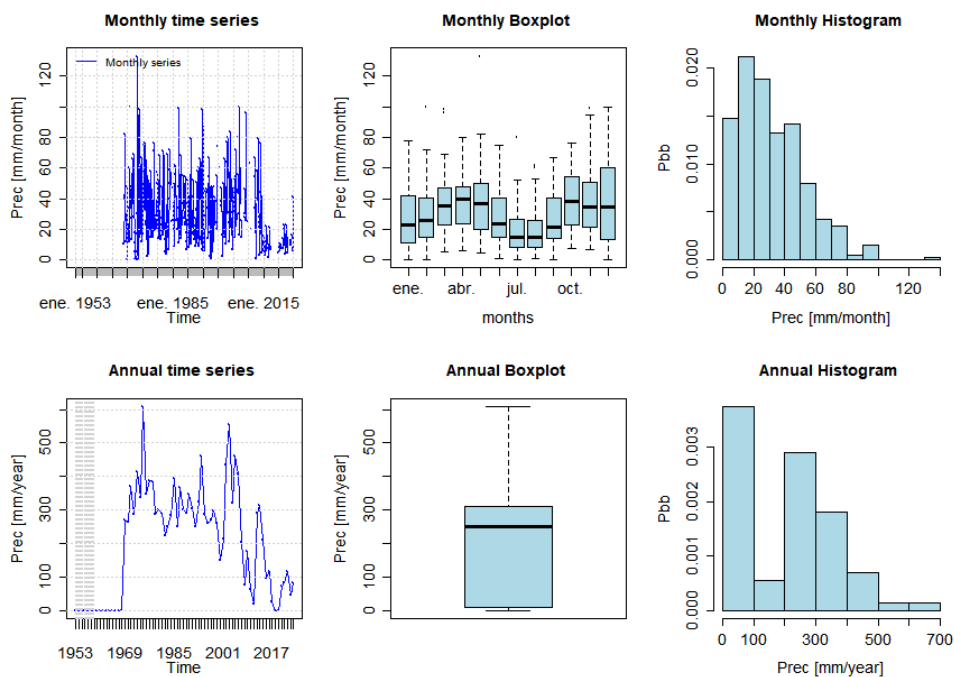 Monthly time series
Monthly series
Prec [mm/month]
0 20 40 60 80 120
ene. 1953 ene. 1985 ene. 2015
Time
Monthly Boxplot
Prec [mm/month]
0 20 40 60 80 120
ene. abr. jul. oct.
months
Monthly Histogram
Pbb
0.000 0.010 0.020
0 20 40 60 80 120
Prec [mm/month]
Annual time series
Prec [mm/year]
0 100 300 500
1953 1969 1985 2001 2017
Time
Annual Boxplot
Prec [mm/year]
0 100 300 500
Annual Histogram
Pbb
0.000 0.001 0.002 0.003
0 100 300 500 700
Prec [mm/year]